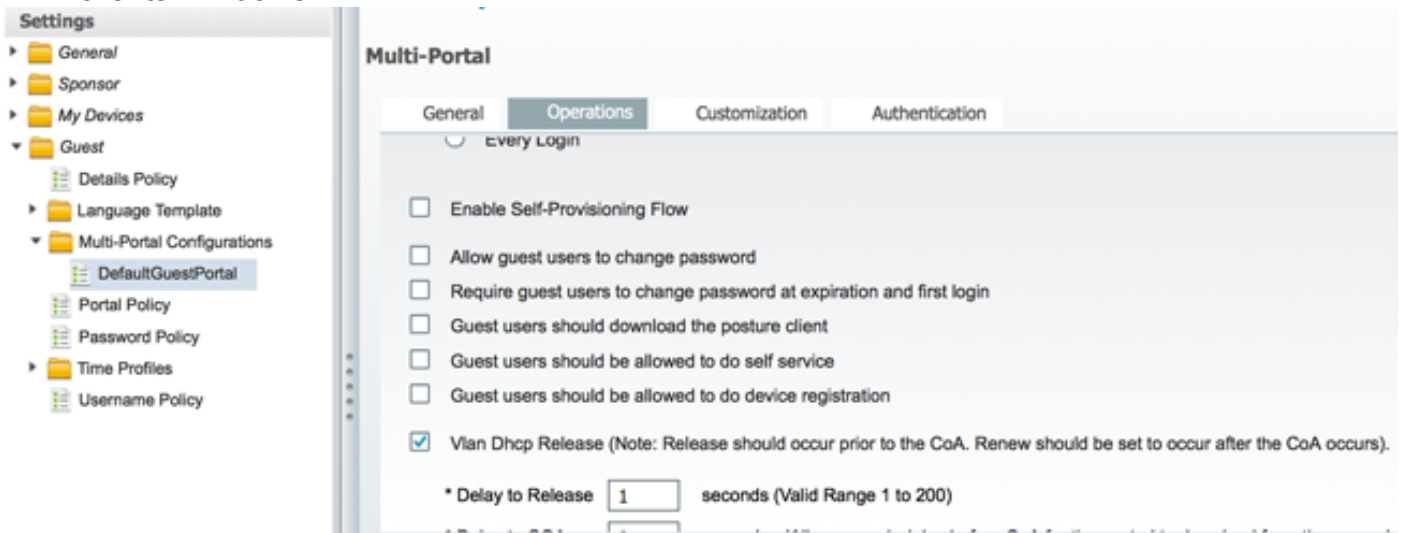 Settings
General
Sponsor
My Devices
Guest
Details Policy
Language Template
Multi-Portal Configurations
DefaultGuestPortal
Portal Policy
Password Policy
Time Profiles
Username Policy
Multi-Portal
General Operations Customization Authentication
Every Login
Enable Self-Provisioning Flow
Allow guest users to change password
Require guest users to change password at expiration and first login
Guest users should download the posture client
Guest users should be allowed to do self service
Guest users should be allowed to do device registration
Vlan Dhcp Release (Note: Release should occur prior to the CoA. Renew should be set to occur after the CoA occurs).
* Delay to Release 1 seconds (Valid Range 1 to 200)